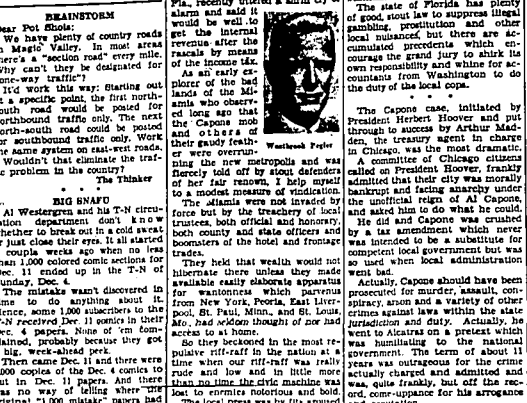 BRAINSTORM
Dear Pot Shots:
We have plenty of country roads
in Magic Valley. In most areas
there's a "section road" every mile.
Why can't they be designated for
one-way traffic?
It'd work this way: Starting out
at a specific point, the first north-
south road would be posted for
northbound traffic only. The next
north-south road could be posted
for southbound traffic only. Work
the same system on east-west roads.
Wouldn't that eliminate the traf-
fic problem in the country?
The Thinker
BIG SNAFU
Al Westergren and his T-N circu-
lation department don't know
whether to break out in a cold sweat
or just close their eyes. It all started
a couple weeks ago when no less
than 1,000 colored comic sections for
Dec. 11 ended up in the T-N of
Sunday, Dec. 4.
The mistake wasn't discovered in
time to do anything about it.
Hence, some 1,000 subscribers to the
T-N received Dec. 11 comics in their
Dec. 4 papers. None of 'em com-
plained, probably because they got
a big, week-ahead peek.
Then came Dec. 11 and there were
1,000 copies of the Dec. 4 comics to
put in Dec. 11 papers. And there
was no way of telling where the
original "1,000 mistake" papers had
Fla., recently uttered a
alarm and said it
would be well to
get the internal
revenue after the
rascals by means
of the income tax.
As an early ex-
plorer of the bad
lands of the Mi-
amis who observ-
ed long ago that
the Capone mob
and others of
their gaudy feath-
er were overrun-
Westbrook Pegler
ning the new metropolis and was
fiercely told off by stout defenders
of her fair renown, I help myself
to a modest measure of vindication.
The Miamis were not invaded by
force but by the treachery of local
trustees, both official and honorary,
both county and state officers and
boomsters of the hotel and frontage
trades.
They held that wealth would not
hibernate there unless they made
available easily elaborate apparatus
for wantonness which parvenus
from New York, Peoria, East Liver-
pool, St. Paul, Minn., and St. Louis,
Mo., had seldom thought of nor had
access to at home.
So they beckoned in the most re-
pulsive riff-raff in the nation at a
time when our riff-raff was really
rude and low and in little more
than no time the civic machine was
lost to enemies notorious and bold.
The local press was by
The state of Florida has plenty
of good, stout law to suppress illegal
gambling, prostitution and other
local nuisances, but there are ac-
cumulated precedents which en-
courage the grand jury to shirk its
own responsibility and whine for ac-
countants from Washington to do
the duty of the local cops.
The Capone case, initiated by
President Herbert Hoover and put
through to success by Arthur Mad-
den, the treasury agent in charge
in Chicago, was the most dramatic.
A committee of Chicago citizens
called on President Hoover, frankly
admitted that their city was morally
bankrupt and facing anarchy under
the unofficial reign of Al Capone,
and asked him to do what he could.
He did and Capone was crushed
by a tax amendment which never
was intended to be a substitute for
competent local government but was
so used when local administration
went bad.
Actually, Capone should have been
prosecuted for murder, assault, con-
spiracy, arson and a variety of other
crimes against laws within the state
jurisdiction and duty. Actually, he
went to Alcatraz on a pretext which
was humiliating to the national
government. The term of about 11
years was outrageous for the crime
actually charged and admitted and
was, quite frankly, but off the rec-
ord, come-uppance for his arrogance